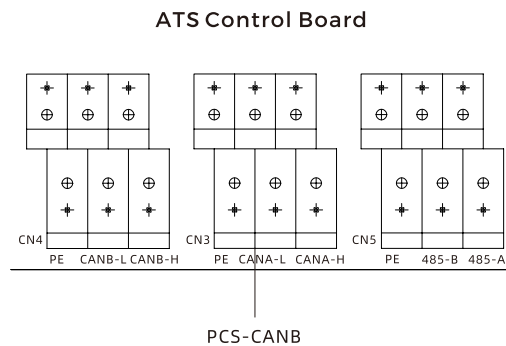 ATS Control Board
CN4 CN3 CN5
PE CANB-L CANB-H PE CANA-L CANA-H PE 485-B 485-A
PCS-CANB